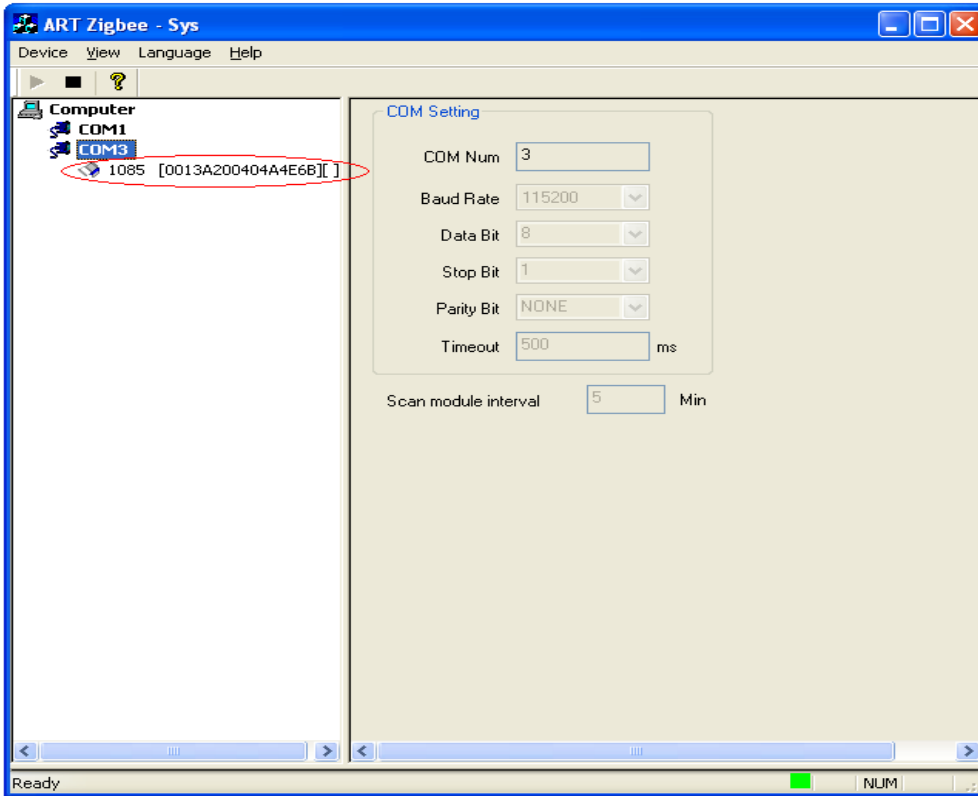 ART Zigbee - Sys
Device View Language Help
Computer
COM1
COM3
1085 [0013A200404A4E6B][ ]
COM Setting
COM Num 3
Baud Rate 115200
Data Bit 8
Stop Bit 1
Parity Bit NONE
Timeout 500 ms
Scan module interval 5 Min
Ready NUM